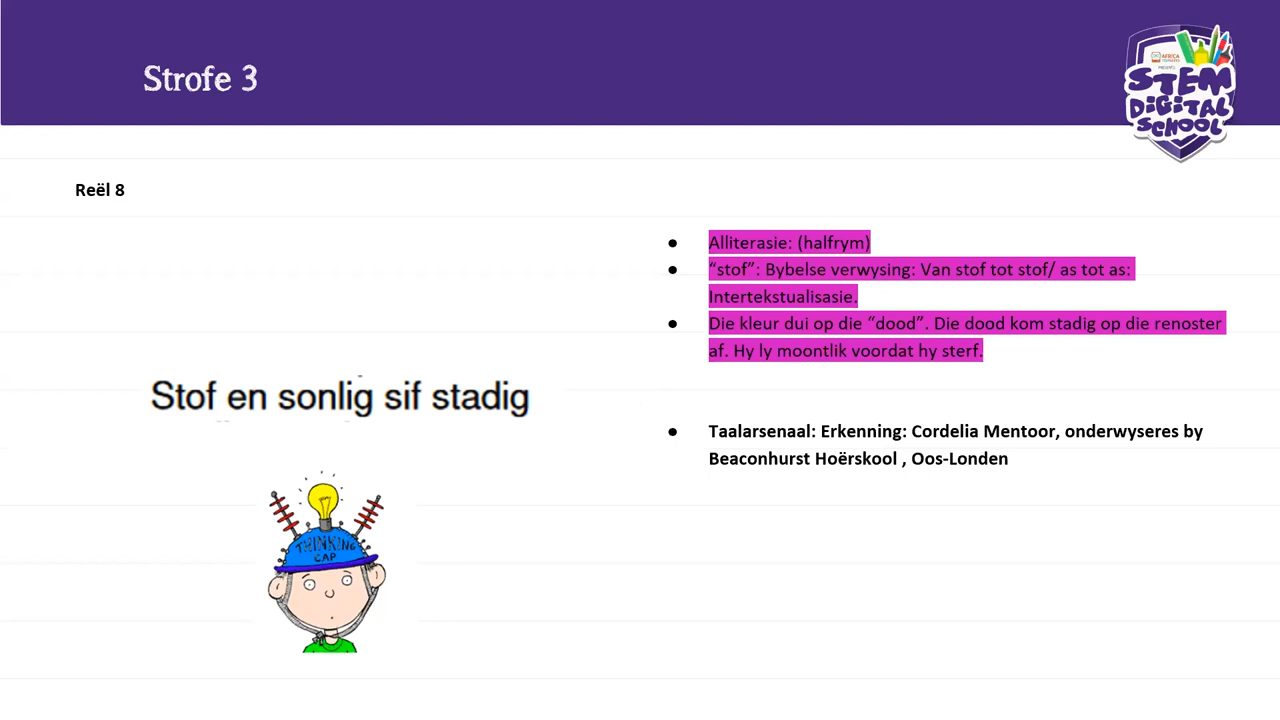 Strofe 3
AFRICA
STEM
DIGITAL
SCHOOL
Reël 8
Alliterasie: (halfrym)
“stof”: Bybelse verwysing: Van stof tot stof/ as tot as:
Intertekstualisasie.
Die kleur dui op die “dood”. Die dood kom stadig op die renoster
af. Hy ly moontlik voordat hy sterf.
Stof en sonlig sif stadig
Taalarsenaal: Erkenning: Cordelia Mentoor, onderwyseres by
Beaconhurst Hoërskool , Oos-Londen
THINKING
CAP